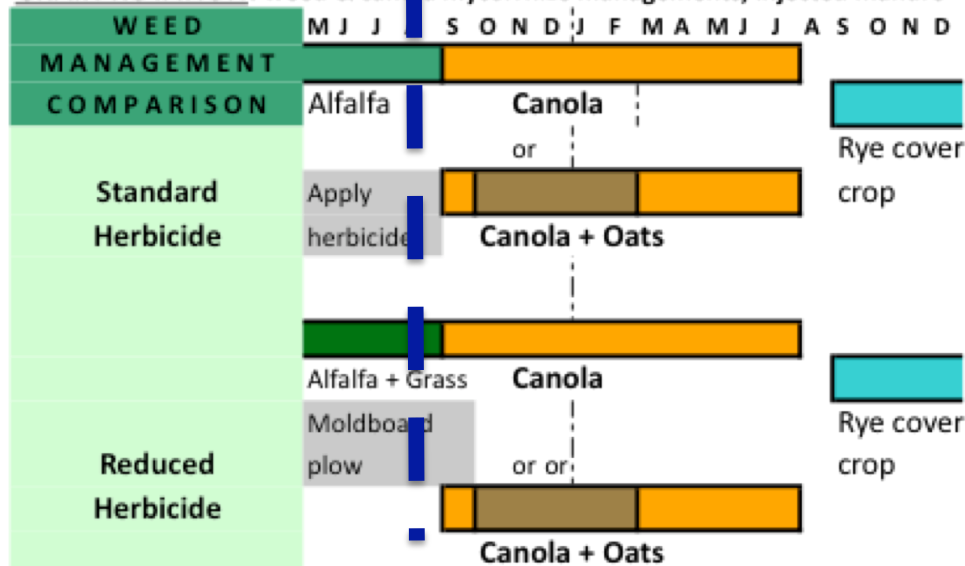 WEED M J J S O N D J F M A M J J A S O N D
MANAGEMENT
COMPARISON Alfalfa Canola
or Rye cover
Standard Apply crop
Herbicide herbicide Canola + Oats
Alfalfa + Grass Canola
Moldboard Rye cover
Reduced plow or or crop
Herbicide
Canola + Oats